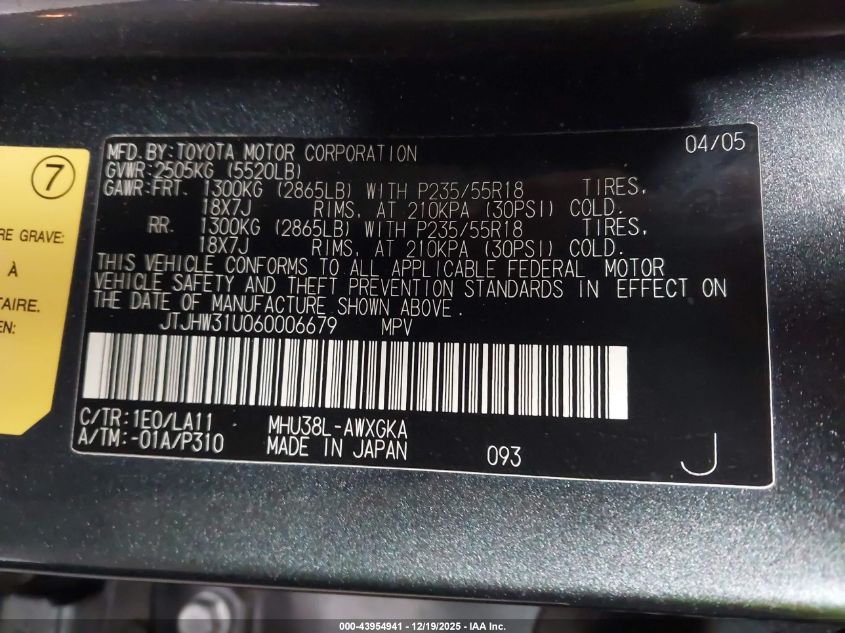 7
RE GRAVE:
À
TAIRE.
EN:
MFD. BY: TOYOTA MOTOR CORPORATION 04/05
GVWR: 2505KG (5520LB)
GAWR: FRT. 1300KG (2865LB) WITH P235/55R18 TIRES,
18X7J RIMS, AT 210KPA (30PSI) COLD.
RR. 1300KG (2865LB) WITH P235/55R18 TIRES,
18X7J RIMS, AT 210KPA (30PSI) COLD.
THIS VEHICLE CONFORMS TO ALL APPLICABLE FEDERAL MOTOR
VEHICLE SAFETY AND THEFT PREVENTION STANDARDS IN EFFECT ON
THE DATE OF MANUFACTURE SHOWN ABOVE.
JTJHW31U060006679 MPV
C/TR: 1E0/LA11 MHU38L-AWXGKA
A/TM: -01A/P310 MADE IN JAPAN 093 J
000-43954941 - 12/19/2025 - IAA Inc.